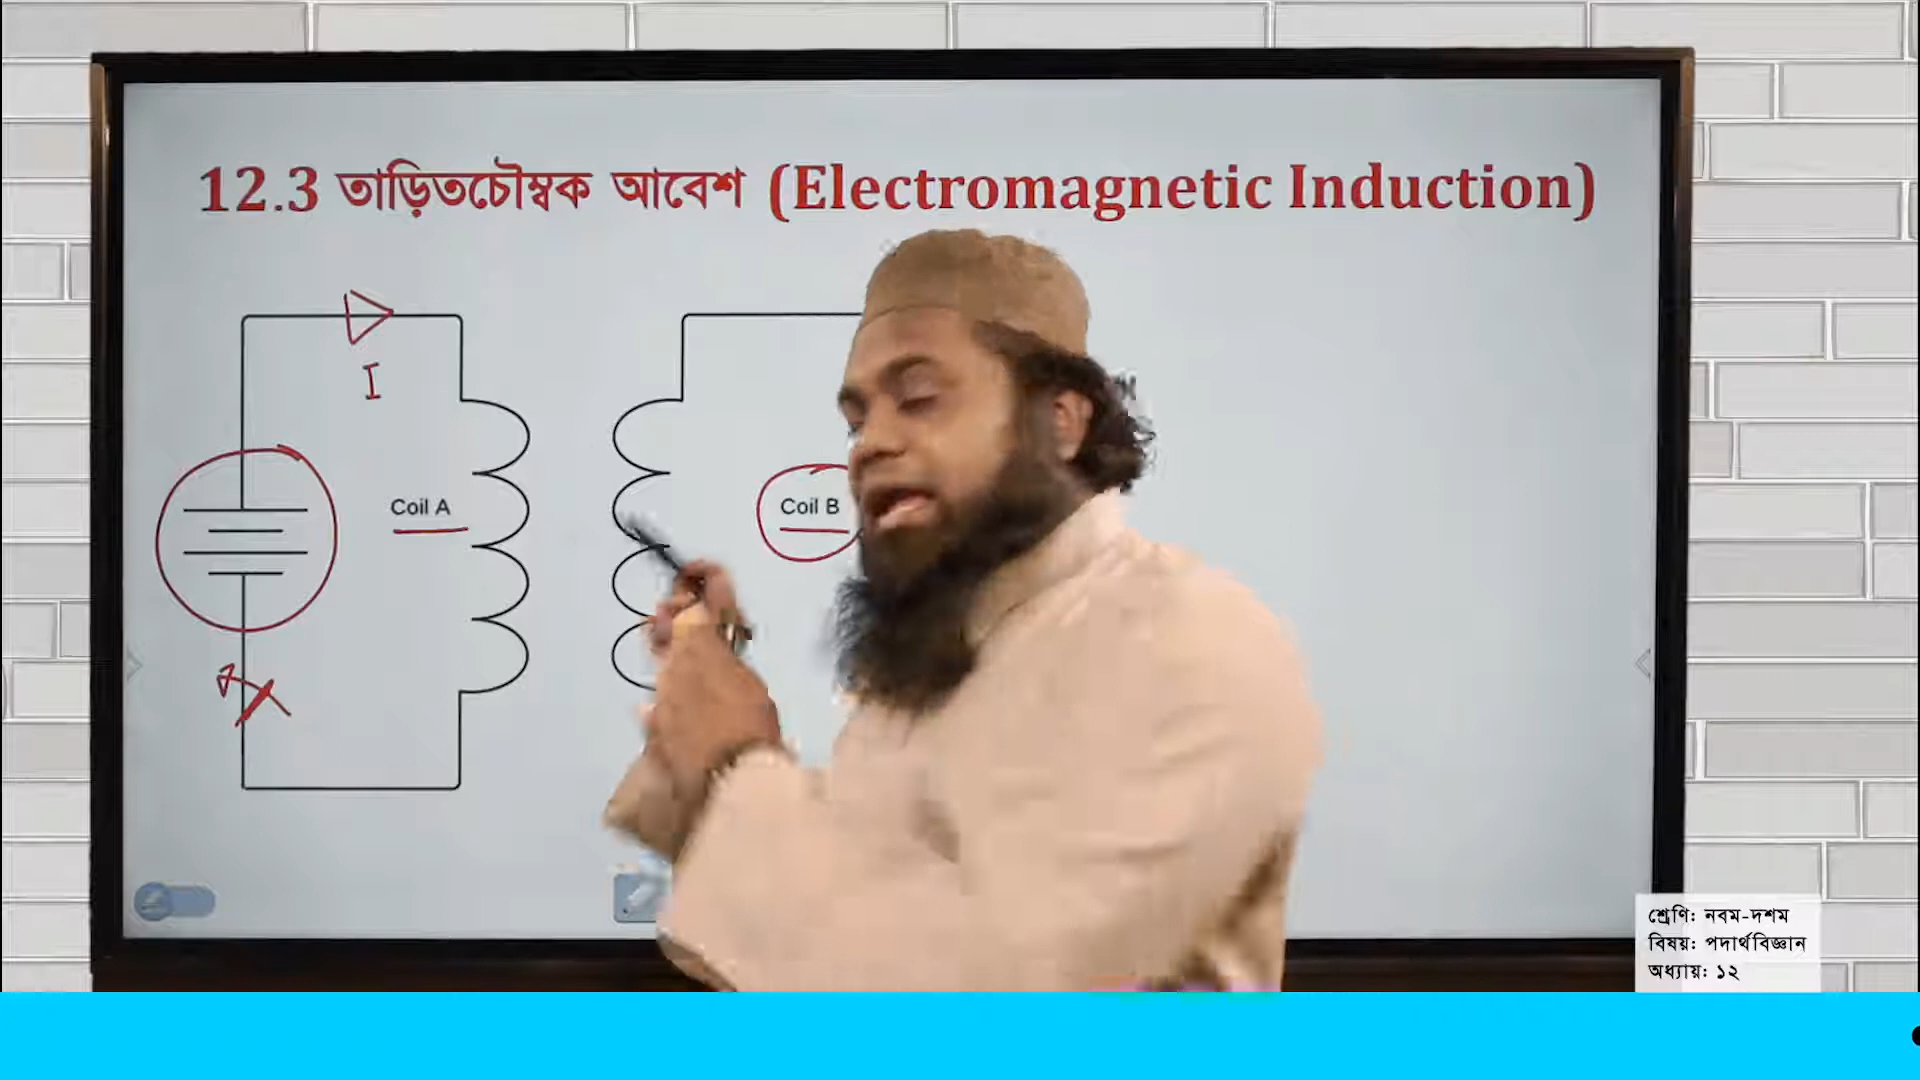 12.3 তাড়িতচৌম্বক আবেশ (Electromagnetic Induction)
I
Coil A
Coil B
শ্রেণি: নবম-দশম
বিষয়: পদার্থবিজ্ঞান
অধ্যায়: ১২